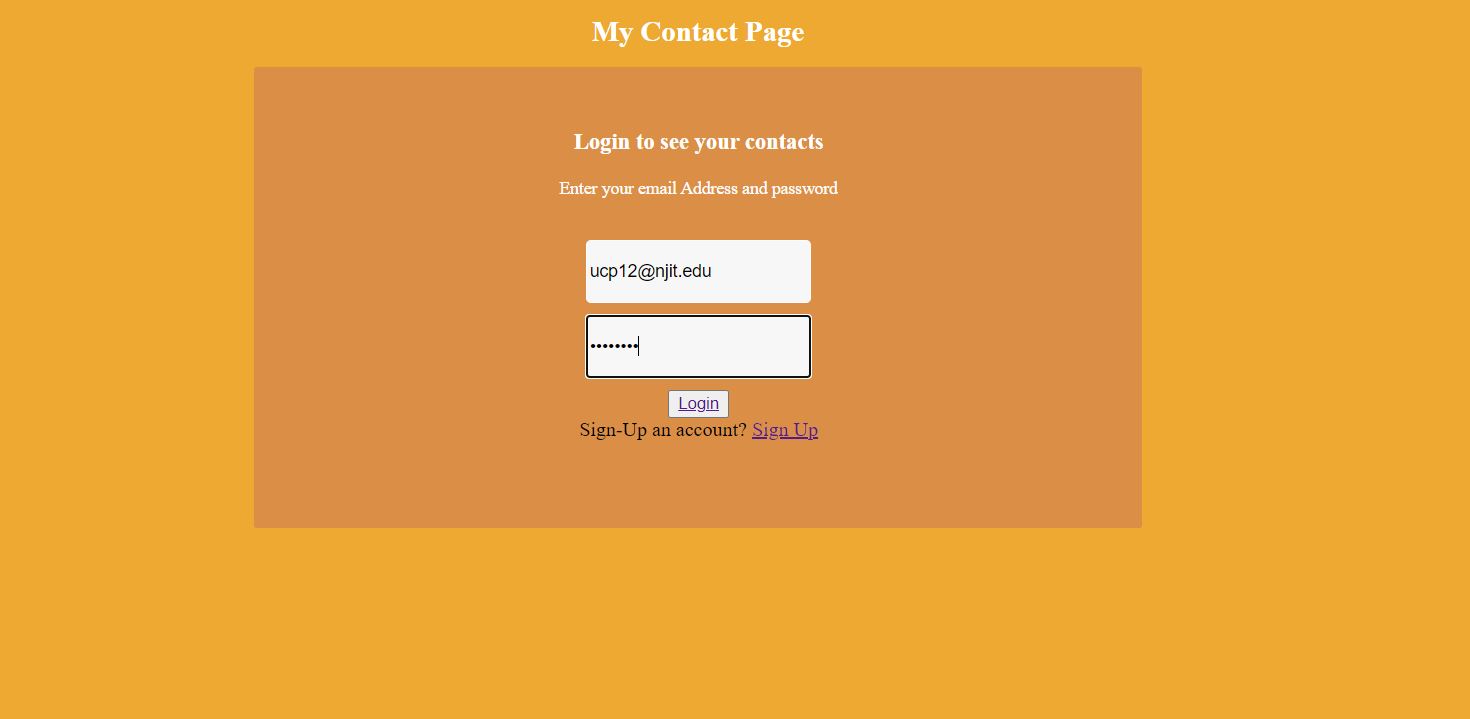 My Contact Page
Login to see your contacts
Enter your email Address and password
ucp12@njit.edu
••••••••
Login
Sign-Up an account? Sign Up